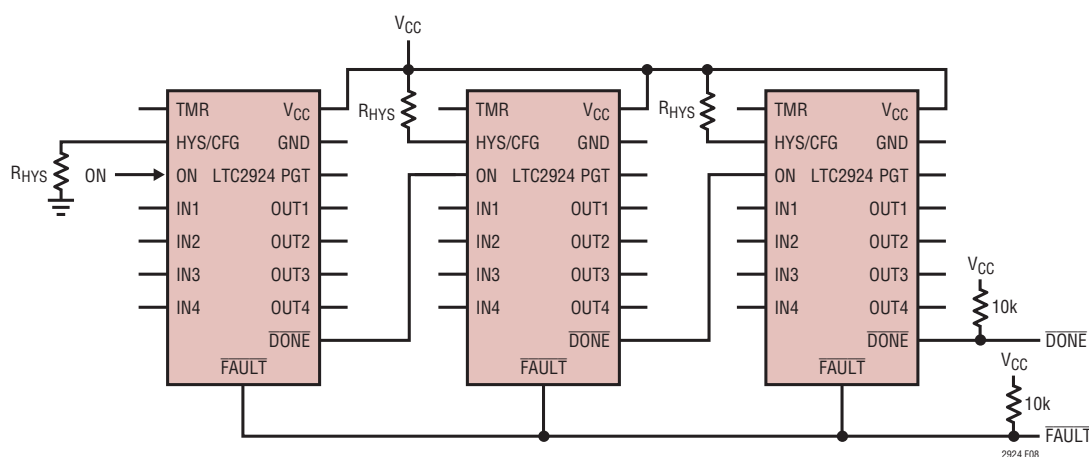 VCC
TMR VCC
HYS/CFG GND
ON LTC2924 PGT
IN1 OUT1
IN2 OUT2
IN3 OUT3
IN4 OUT4
DONE
FAULT
RHYS
ON
RHYS
TMR VCC
HYS/CFG GND
ON LTC2924 PGT
IN1 OUT1
IN2 OUT2
IN3 OUT3
IN4 OUT4
DONE
FAULT
RHYS
TMR VCC
HYS/CFG GND
ON LTC2924 PGT
IN1 OUT1
IN2 OUT2
IN3 OUT3
IN4 OUT4
DONE
FAULT
VCC
10k
DONE
VCC
10k
FAULT
2924 F08